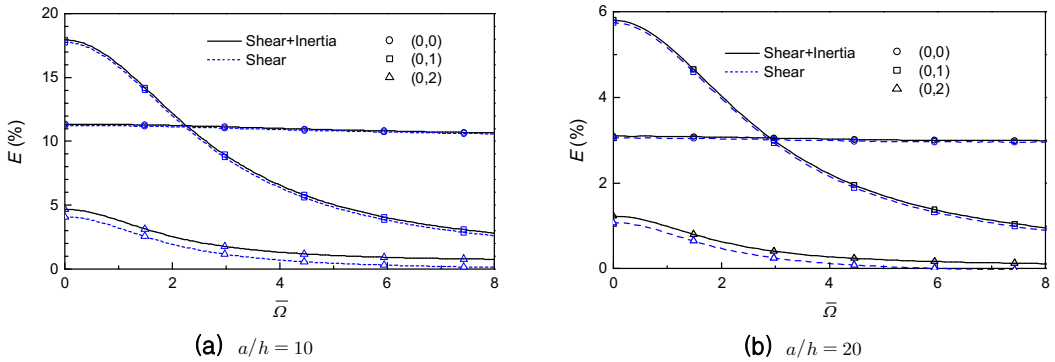 20
15
10
5
0
E (%)
Shear+Inertia
Shear
(0,0)
(0,1)
(0,2)
0 2 4 6 8
Ω̅
(a) a/h = 10
6
4
2
0
E (%)
Shear+Inertia
Shear
(0,0)
(0,1)
(0,2)
0 2 4 6 8
Ω̅
(b) a/h = 20